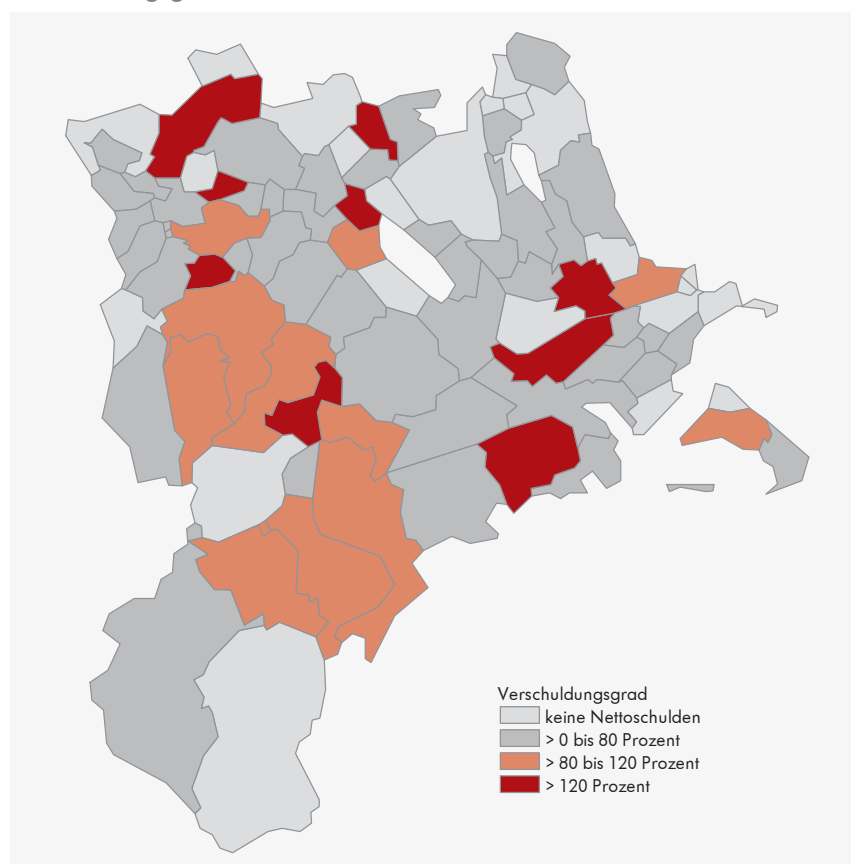 Verschuldungsgrad
keine Nettoschulden
> 0 bis 80 Prozent
> 80 bis 120 Prozent
> 120 Prozent